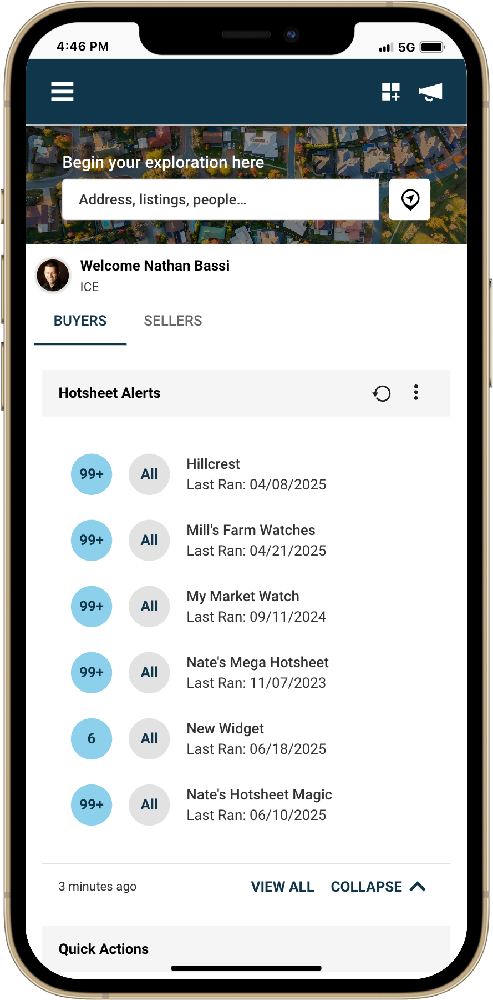 4:46 PM
5G
Begin your exploration here
Address, listings, people...
Welcome Nathan Bassi
ICE
BUYERS SELLERS
Hotsheet Alerts
99+ All Hillcrest
Last Ran: 04/08/2025
99+ All Mill's Farm Watches
Last Ran: 04/21/2025
99+ All My Market Watch
Last Ran: 09/11/2024
99+ All Nate's Mega Hotsheet
Last Ran: 11/07/2023
6 All New Widget
Last Ran: 06/18/2025
99+ All Nate's Hotsheet Magic
Last Ran: 06/10/2025
3 minutes ago VIEW ALL COLLAPSE
Quick Actions